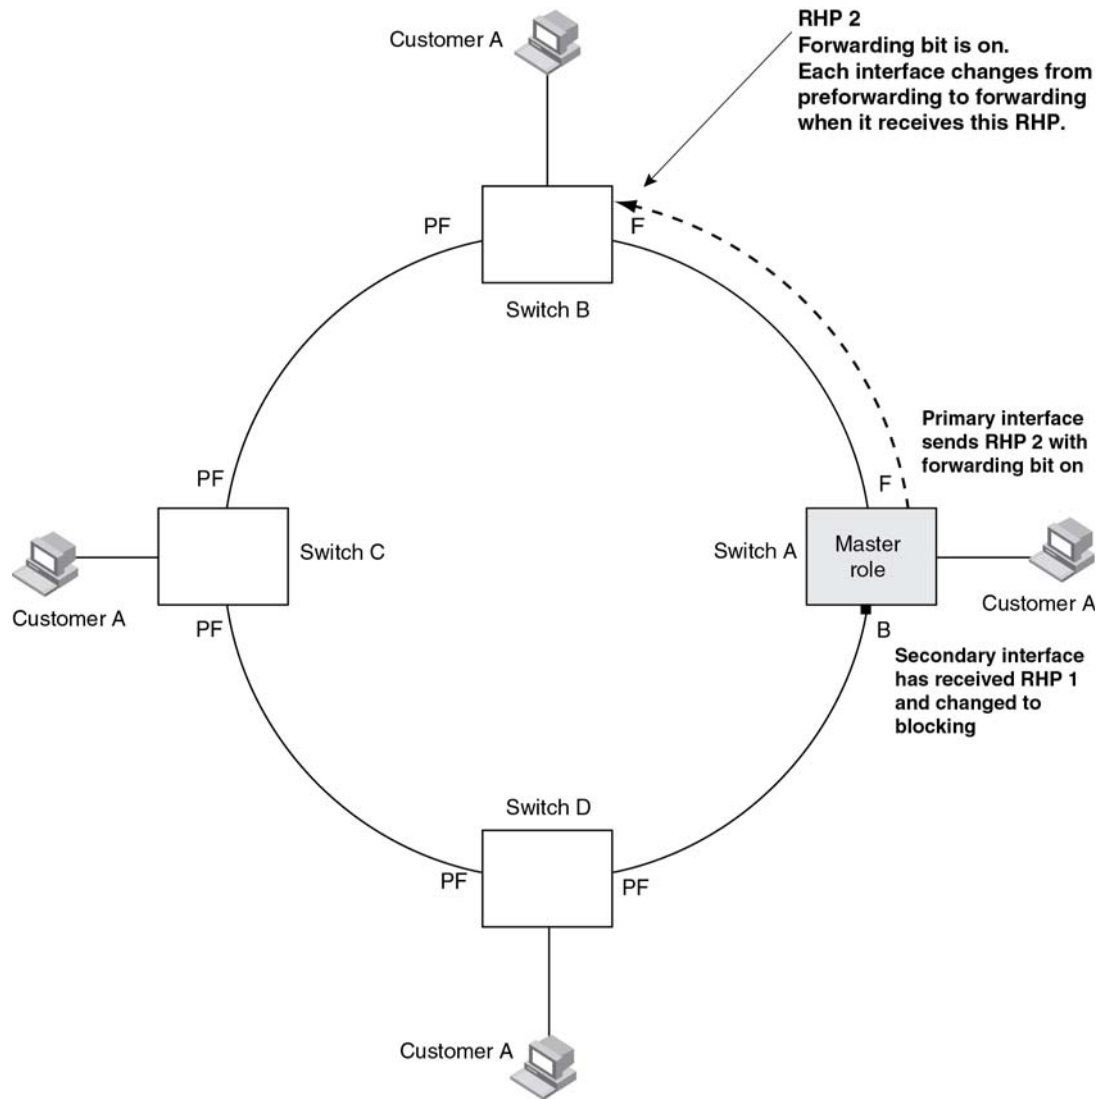 Customer A
RHP 2
Forwarding bit is on.
Each interface changes from
preforwarding to forwarding
when it receives this RHP.
PF
F
Switch B
Primary interface
sends RHP 2 with
forwarding bit on
PF
F
Switch C
Switch A
Master
role
Customer A
Customer A
PF
B
Secondary interface
has received RHP 1
and changed to
blocking
Switch D
PF
PF
Customer A